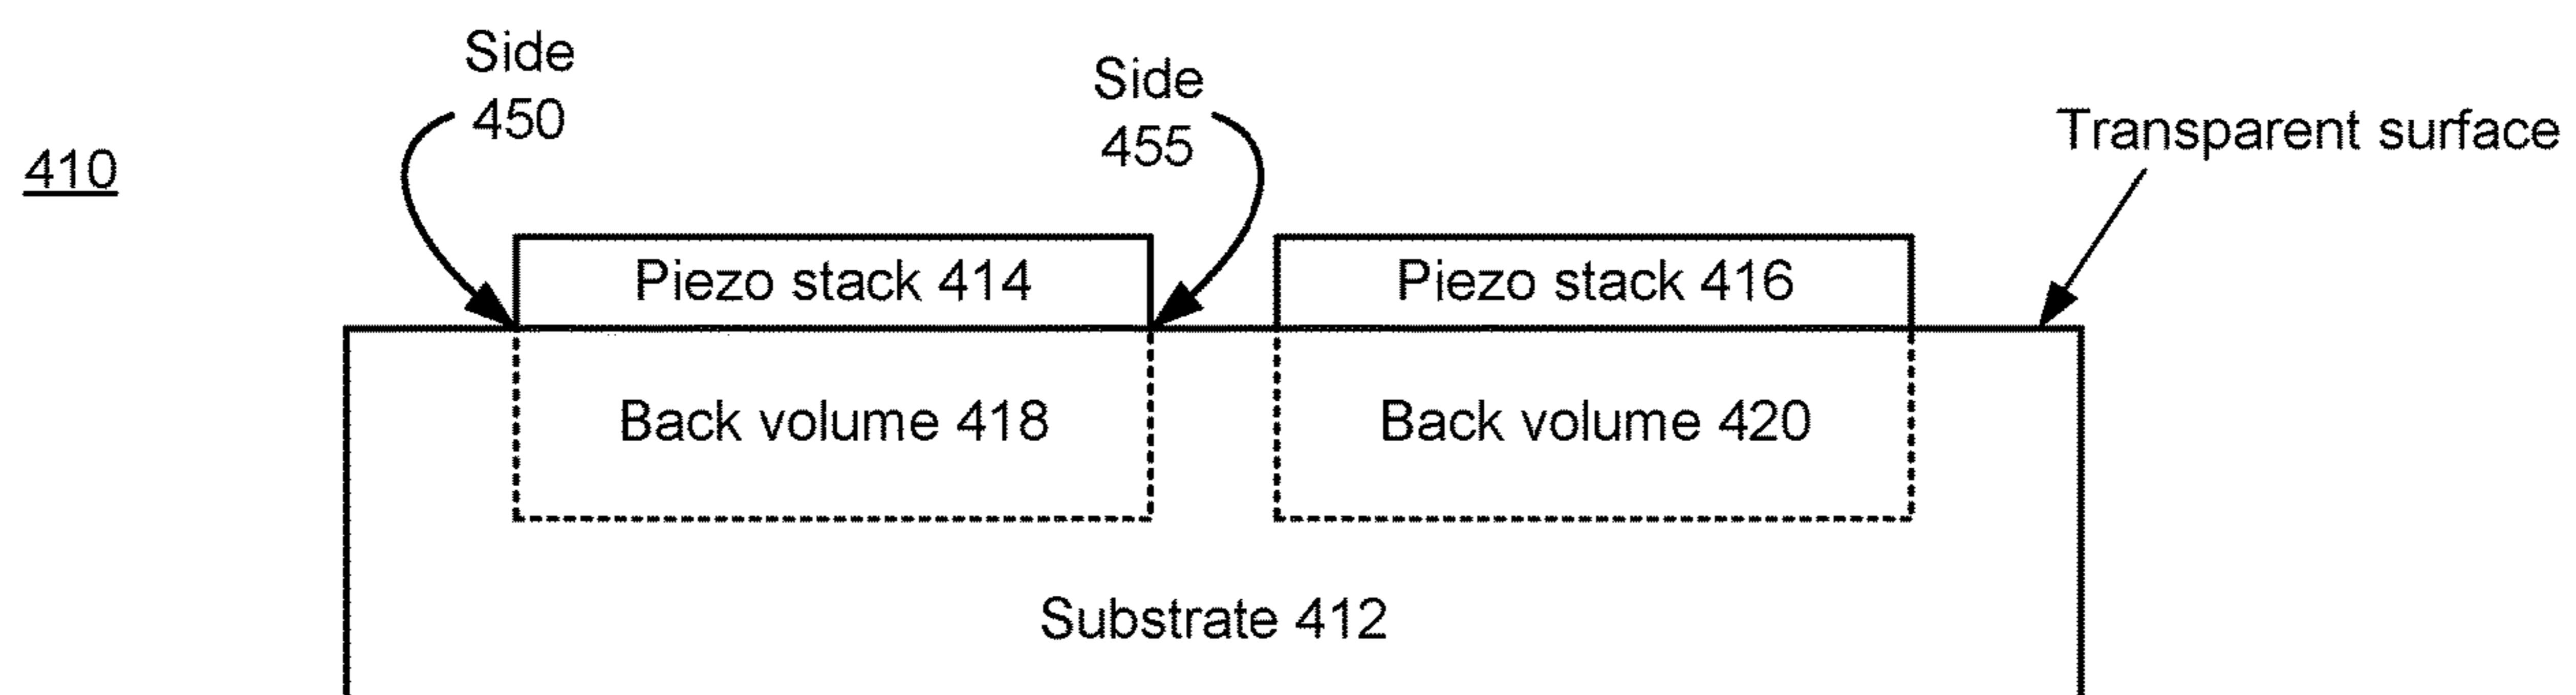 Side
450
Side
455
Transparent surface
410
Piezo stack 414
Piezo stack 416
Back volume 418
Back volume 420
Substrate 412